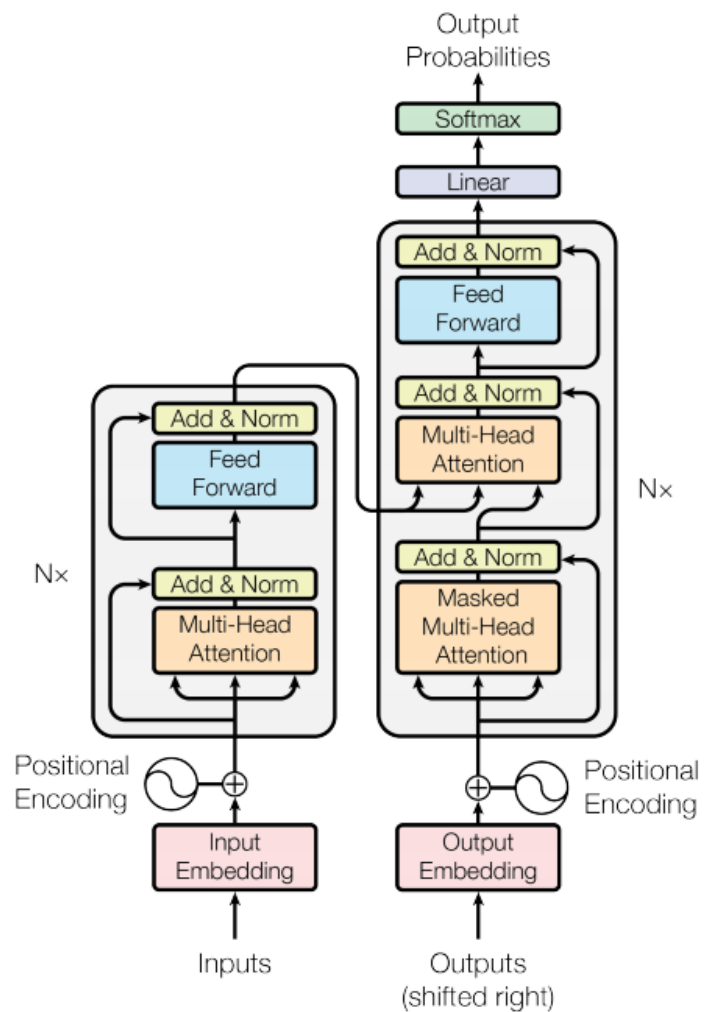 Output
Probabilities
Softmax
Linear
Add & Norm
Feed
Forward
Add & Norm
Multi-Head
Attention
Add & Norm
Masked
Multi-Head
Attention
Nx
Add & Norm
Feed
Forward
Add & Norm
Multi-Head
Attention
Nx
Positional
Encoding
Positional
Encoding
Input
Embedding
Output
Embedding
Inputs
Outputs
(shifted right)